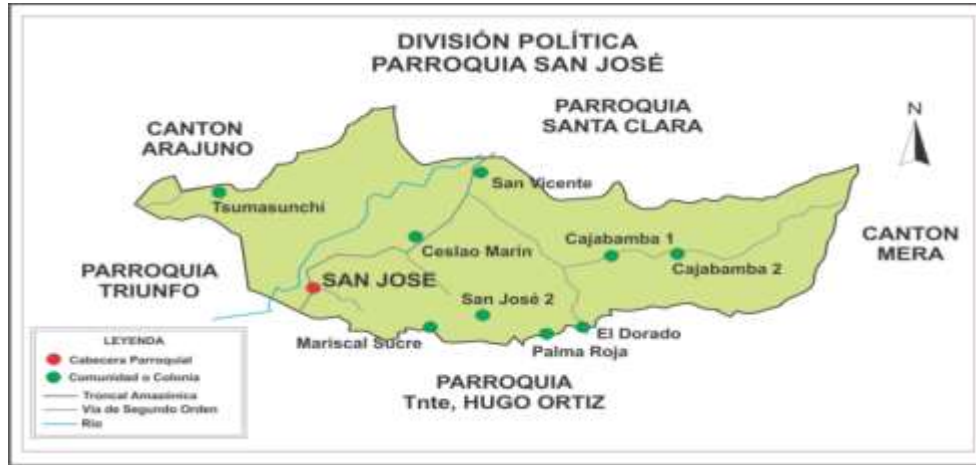 DIVISIÓN POLÍTICA
PARROQUIA SAN JOSÉ
PARROQUIA
SANTA CLARA
N
CANTON
ARAJUNO
San Vicente
Tsumasunchi
Ceslao Marin
Cajabamba 1
CANTON
MERA
Cajabamba 2
PARROQUIA
TRIUNFO
SAN JOSE
San José 2
Mariscal Sucre
El Dorado
Palma Roja
PARROQUIA
Tnte, HUGO ORTIZ
LEYENDA
Cabecera Parroquial
Comunidad o Colonia
Troncal Amazónica
Vía de Segundo Orden
Río